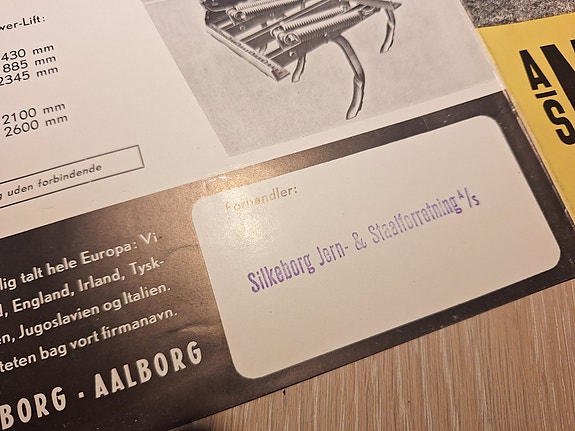 wer-Lift:
430 mm
885 mm
2345 mm
2100 mm
2600 mm
g uden forbindende
Forhandler:
Silkeborg Jern- & Staalforretning A/s
lig talt hele Europa: Vi-
d, England, Irland, Tysk-
en, Jugoslavien og Italien.
teten bag vort firmanavn.
BORG - AALBORG
A/S